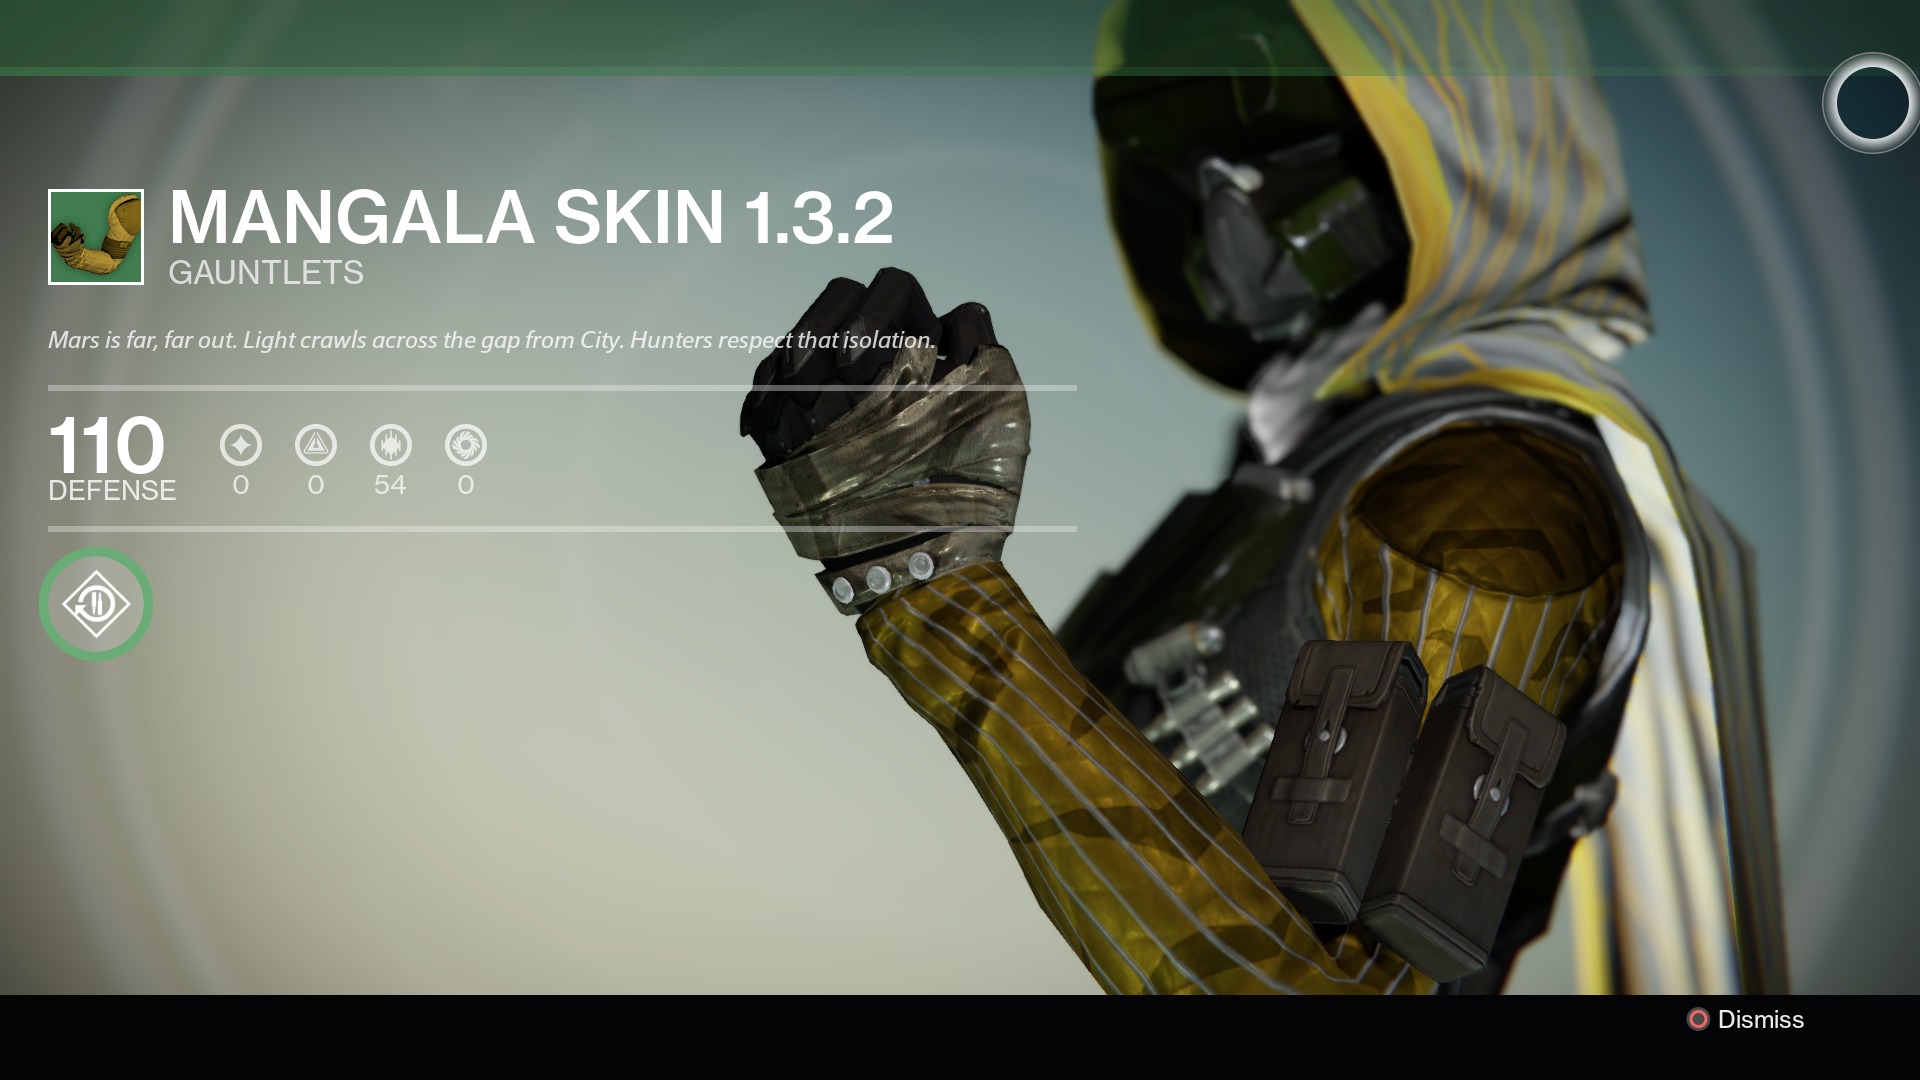 MANGALA SKIN 1.3.2
GAUNTLETS
Mars is far, far out. Light crawls across the gap from City. Hunters respect that isolation.
110
DEFENSE
0 0 54 0
Dismiss